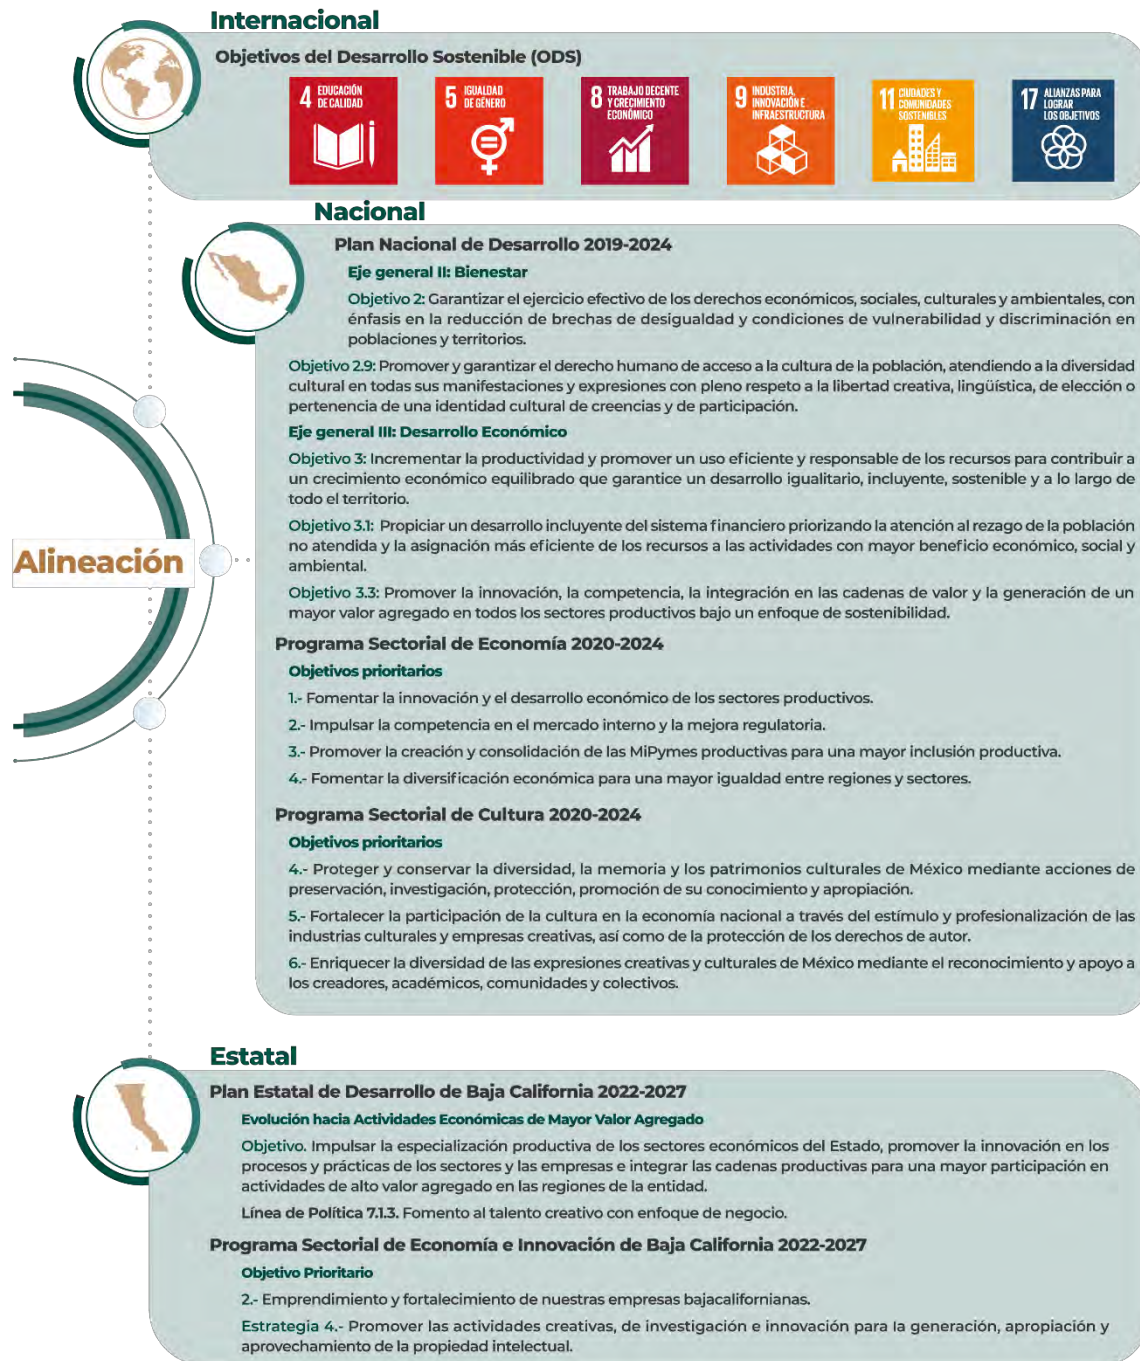 Internacional
Objetivos del Desarrollo Sostenible (ODS)
4 EDUCACIÓN
DE CALIDAD
5 IGUALDAD
DE GÉNERO
8 TRABAJO DECENTE
Y CRECIMIENTO
ECONÓMICO
9 INDUSTRIA,
INNOVACIÓN E
INFRAESTRUCTURA
11 CIUDADES Y
COMUNIDADES
SOSTENIBLES
17 ALIANZAS PARA
LOGRAR
LOS OBJETIVOS
Nacional
Plan Nacional de Desarrollo 2019-2024
Eje general II: Bienestar
Objetivo 2: Garantizar el ejercicio efectivo de los derechos económicos, sociales, culturales y ambientales, con
énfasis en la reducción de brechas de desigualdad y condiciones de vulnerabilidad y discriminación en
poblaciones y territorios.
Objetivo 2.9: Promover y garantizar el derecho humano de acceso a la cultura de la población, atendiendo a la diversidad
cultural en todas sus manifestaciones y expresiones con pleno respeto a la libertad creativa, lingüística, de elección o
pertenencia de una identidad cultural de creencias y de participación.
Eje general III: Desarrollo Económico
Objetivo 3: Incrementar la productividad y promover un uso eficiente y responsable de los recursos para contribuir a
un crecimiento económico equilibrado que garantice un desarrollo igualitario, incluyente, sostenible y a lo largo de
todo el territorio.
Objetivo 3.1: Propiciar un desarrollo incluyente del sistema financiero priorizando la atención al rezago de la población
no atendida y la asignación más eficiente de los recursos a las actividades con mayor beneficio económico, social y
ambiental.
Objetivo 3.3: Promover la innovación, la competencia, la integración en las cadenas de valor y la generación de un
mayor valor agregado en todos los sectores productivos bajo un enfoque de sostenibilidad.
Alineación
Programa Sectorial de Economía 2020-2024
Objetivos prioritarios
1.- Fomentar la innovación y el desarrollo económico de los sectores productivos.
2.- Impulsar la competencia en el mercado interno y la mejora regulatoria.
3.- Promover la creación y consolidación de las MiPymes productivas para una mayor inclusión productiva.
4.- Fomentar la diversificación económica para una mayor igualdad entre regiones y sectores.
Programa Sectorial de Cultura 2020-2024
Objetivos prioritarios
4.- Proteger y conservar la diversidad, la memoria y los patrimonios culturales de México mediante acciones de
preservación, investigación, protección, promoción de su conocimiento y apropiación.
5.- Fortalecer la participación de la cultura en la economía nacional a través del estímulo y profesionalización de las
industrias culturales y empresas creativas, así como de la protección de los derechos de autor.
6.- Enriquecer la diversidad de las expresiones creativas y culturales de México mediante el reconocimiento y apoyo a
los creadores, académicos, comunidades y colectivos.
Estatal
Plan Estatal de Desarrollo de Baja California 2022-2027
Evolución hacia Actividades Económicas de Mayor Valor Agregado
Objetivo. Impulsar la especialización productiva de los sectores económicos del Estado, promover la innovación en los
procesos y prácticas de los sectores y las empresas e integrar las cadenas productivas para una mayor participación en
actividades de alto valor agregado en las regiones de la entidad.
Línea de Política 7.1.3. Fomento al talento creativo con enfoque de negocio.
Programa Sectorial de Economía e Innovación de Baja California 2022-2027
Objetivo Prioritario
2.- Emprendimiento y fortalecimiento de nuestras empresas bajacalifornianas.
Estrategia 4.- Promover las actividades creativas, de investigación e innovación para la generación, apropiación y
aprovechamiento de la propiedad intelectual.